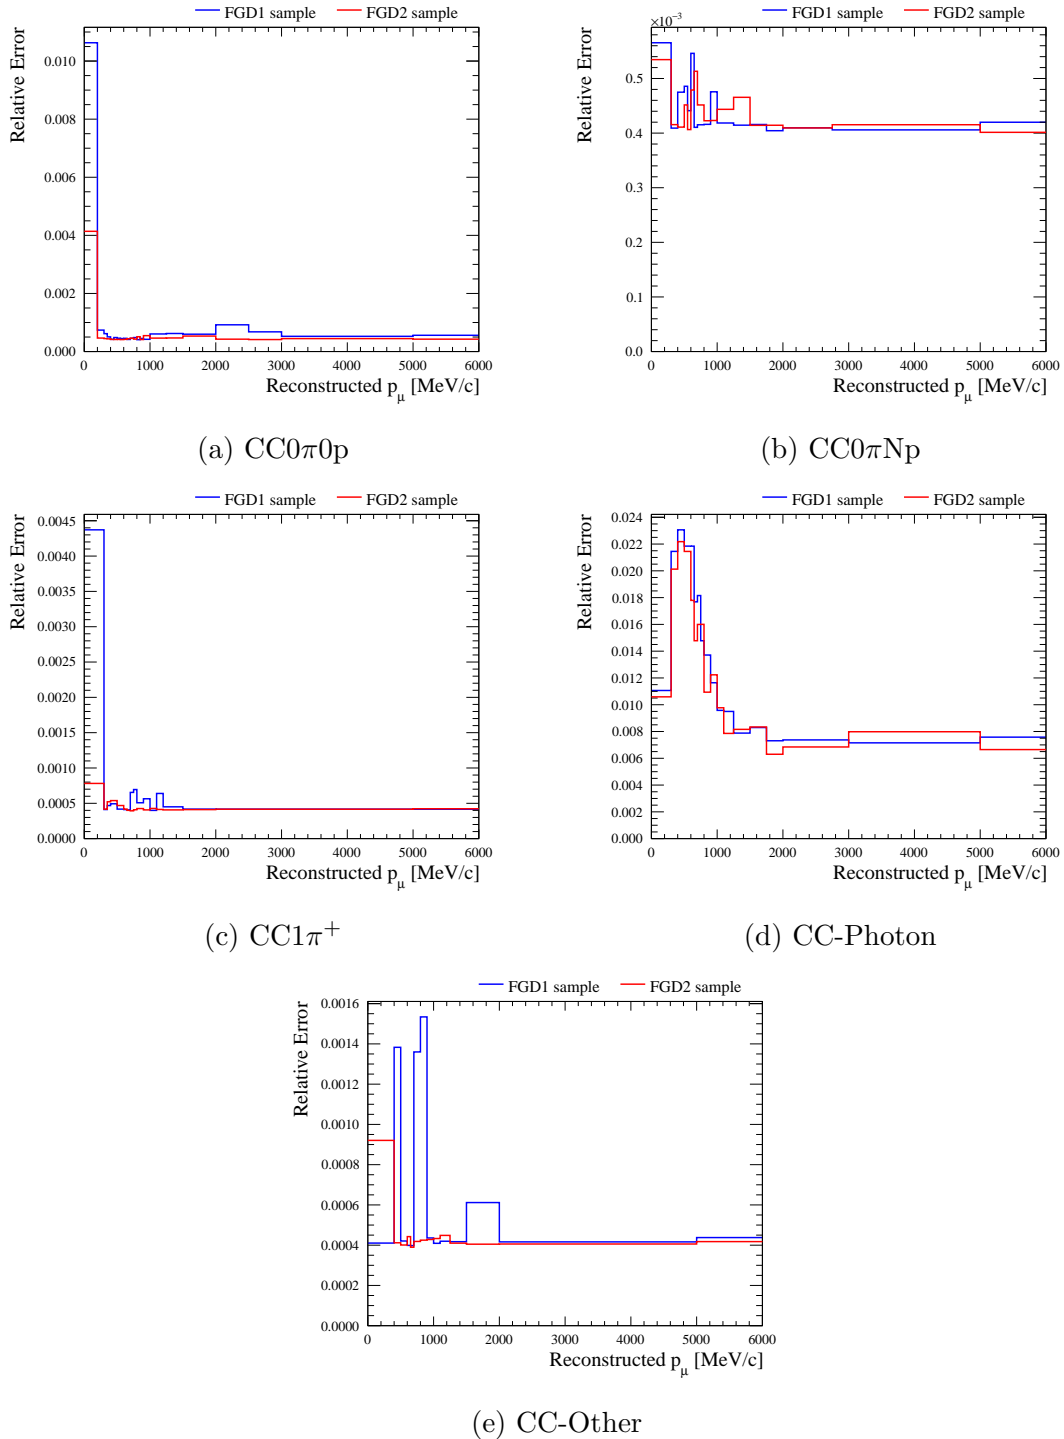 FGD1 sample FGD2 sample
Relative Error
0.010
0.008
0.006
0.004
0.002
0.000
0 1000 2000 3000 4000 5000 6000
Reconstructed pμ [MeV/c]
(a) CC0π0p
FGD1 sample FGD2 sample
×10⁻³
Relative Error
0.5
0.4
0.3
0.2
0.1
0.0
0 1000 2000 3000 4000 5000 6000
Reconstructed pμ [MeV/c]
(b) CC0πNp
FGD1 sample FGD2 sample
Relative Error
0.0045
0.0040
0.0035
0.0030
0.0025
0.0020
0.0015
0.0010
0.0005
0.0000
0 1000 2000 3000 4000 5000 6000
Reconstructed pμ [MeV/c]
(c) CC1π⁺
FGD1 sample FGD2 sample
Relative Error
0.024
0.022
0.020
0.018
0.016
0.014
0.012
0.010
0.008
0.006
0.004
0.002
0.000
0 1000 2000 3000 4000 5000 6000
Reconstructed pμ [MeV/c]
(d) CC-Photon
FGD1 sample FGD2 sample
Relative Error
0.0016
0.0014
0.0012
0.0010
0.0008
0.0006
0.0004
0.0002
0.0000
0 1000 2000 3000 4000 5000 6000
Reconstructed pμ [MeV/c]
(e) CC-Other